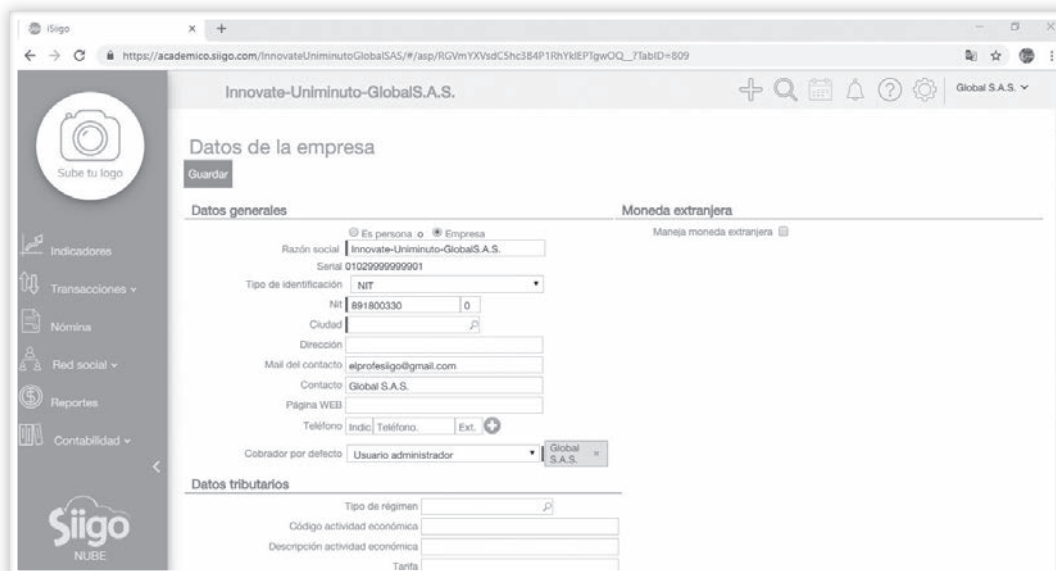 iSiigo
https://academico.siigo.com/InnovateUniminutoGlobalSAS/#/asp/RGVmYXVsdC5hc3B4P1RhYklEPTgwOQ__?TabID=809
Innovate-Uniminuto-GlobalS.A.S.
Global S.A.S.
Sube tu logo
Indicadores
Transacciones
Nómina
Red social
Reportes
Contabilidad
Siigo
NUBE
Datos de la empresa
Guardar
Datos generales
Es persona o Empresa
Razón social Innovate-Uniminuto-GlobalS.A.S.
Serial 01029999999901
Tipo de identificación NIT
Nit 891800330 0
Ciudad
Dirección
Mail del contacto elprofesiigo@gmail.com
Contacto Global S.A.S.
Página WEB
Teléfono Indic Teléfono. Ext.
Cobrador por defecto Usuario administrador Global S.A.S. ×
Datos tributarios
Tipo de régimen
Código actividad económica
Descripción actividad económica
Tarifa
Moneda extranjera
Maneja moneda extranjera